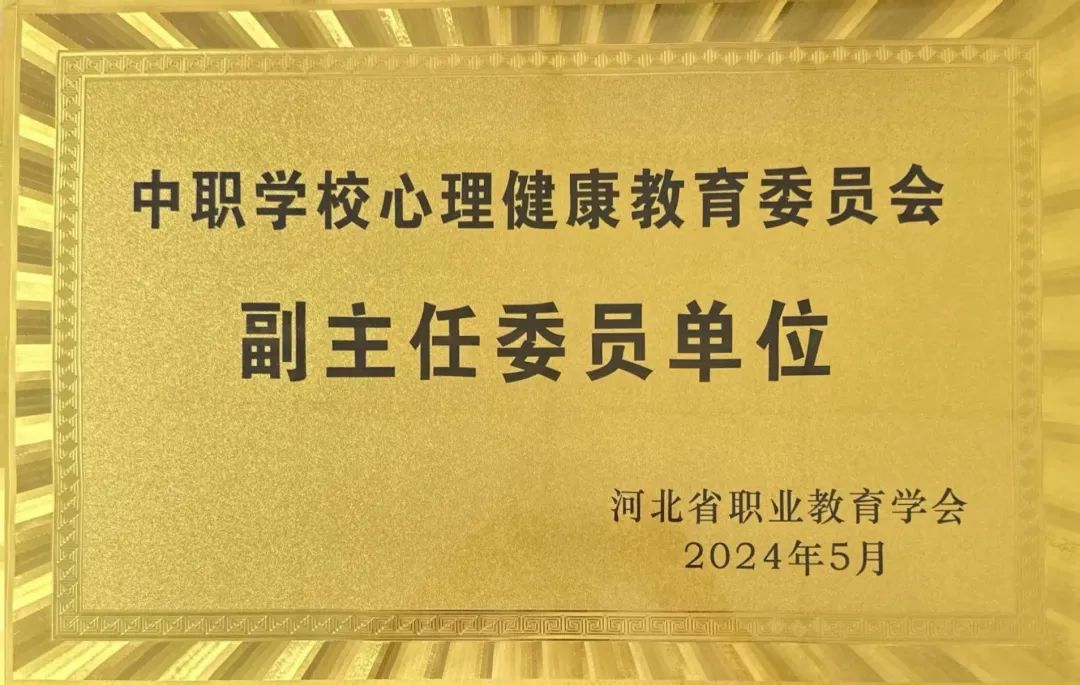 中职学校心理健康教育委员会
副主任委员单位
河北省职业教育学会
2024年5月